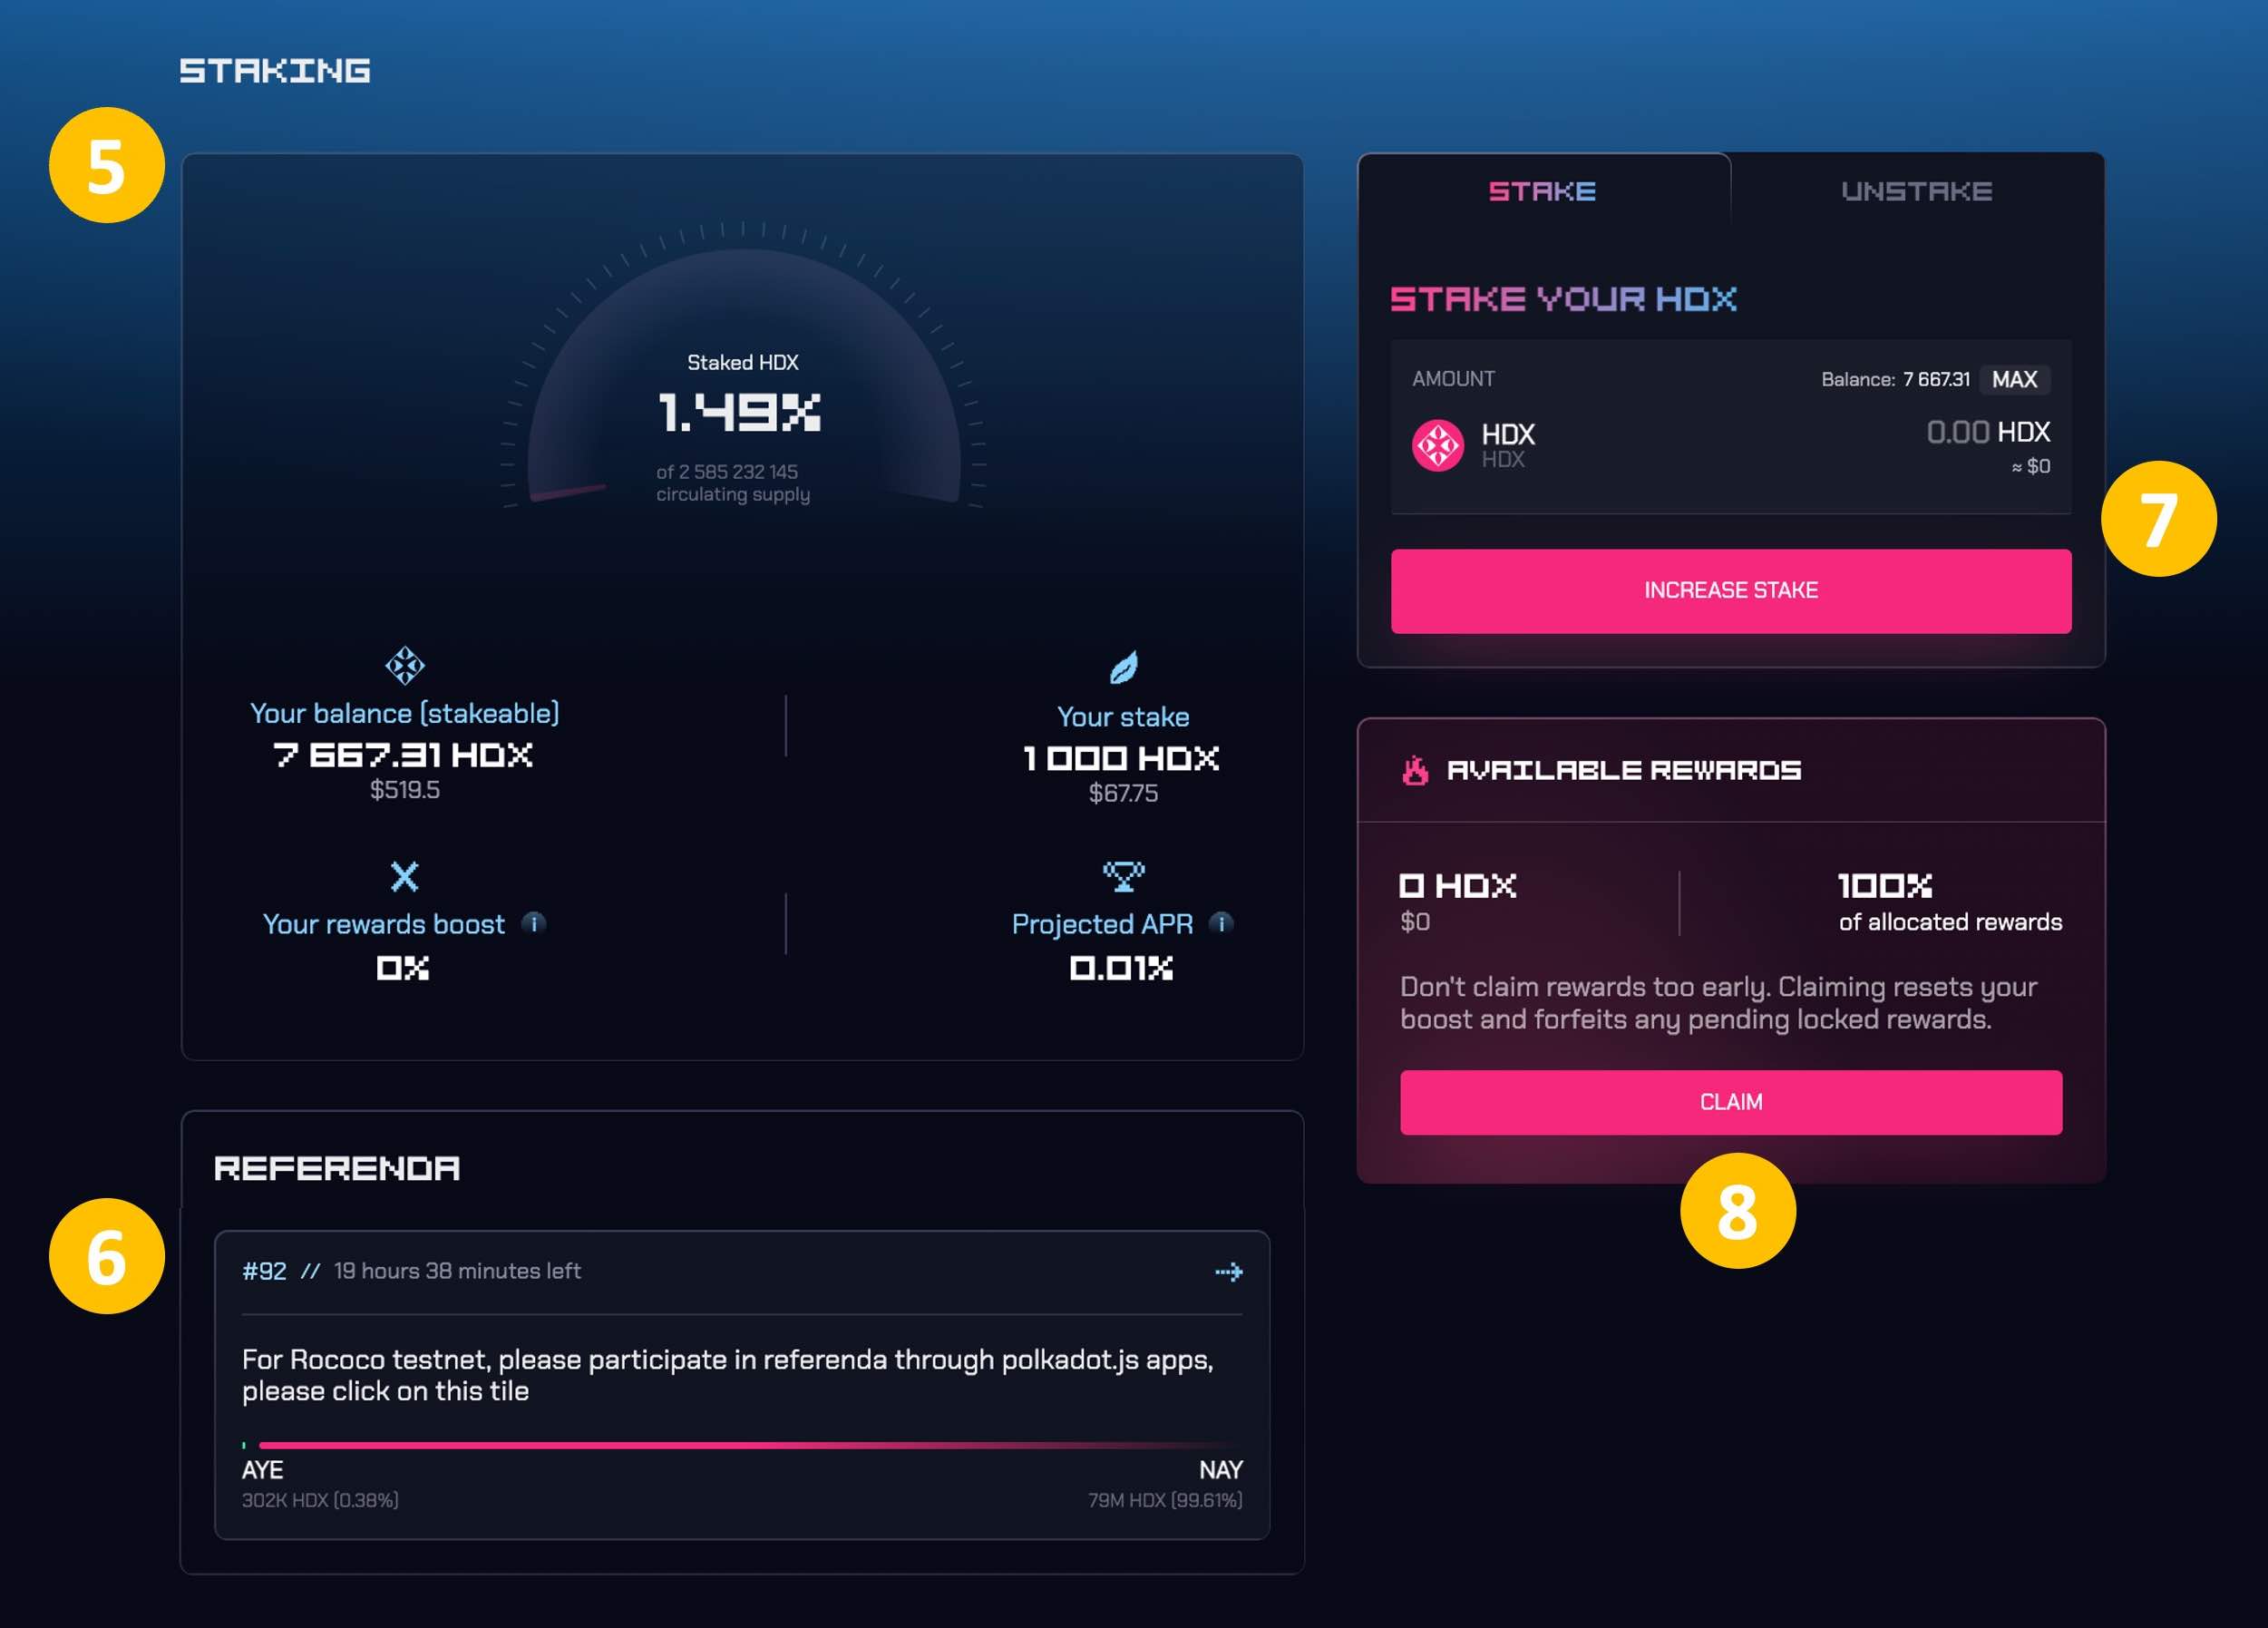 STAKING
5
Staked HDX
1.49%
of 2 585 232 145
circulating supply
Your balance (stakeable)
7 667.31 HDX
$519.5
Your stake
1 000 HDX
$67.75
Your rewards boost i
0%
Projected APR i
0.01%
6
REFERENDA
#92 // 19 hours 38 minutes left
For Rococo testnet, please participate in referenda through polkadot.js apps,
please click on this tile
AYE
302K HDX (0.38%)
NAY
79M HDX (99.61%)
STAKE
UNSTAKE
STAKE YOUR HDX
AMOUNT
Balance: 7 667.31 MAX
HDX
HDX
0.00 HDX
≈ $0
7
INCREASE STAKE
AVAILABLE REWARDS
0 HDX
$0
100%
of allocated rewards
Don't claim rewards too early. Claiming resets your
boost and forfeits any pending locked rewards.
CLAIM
8